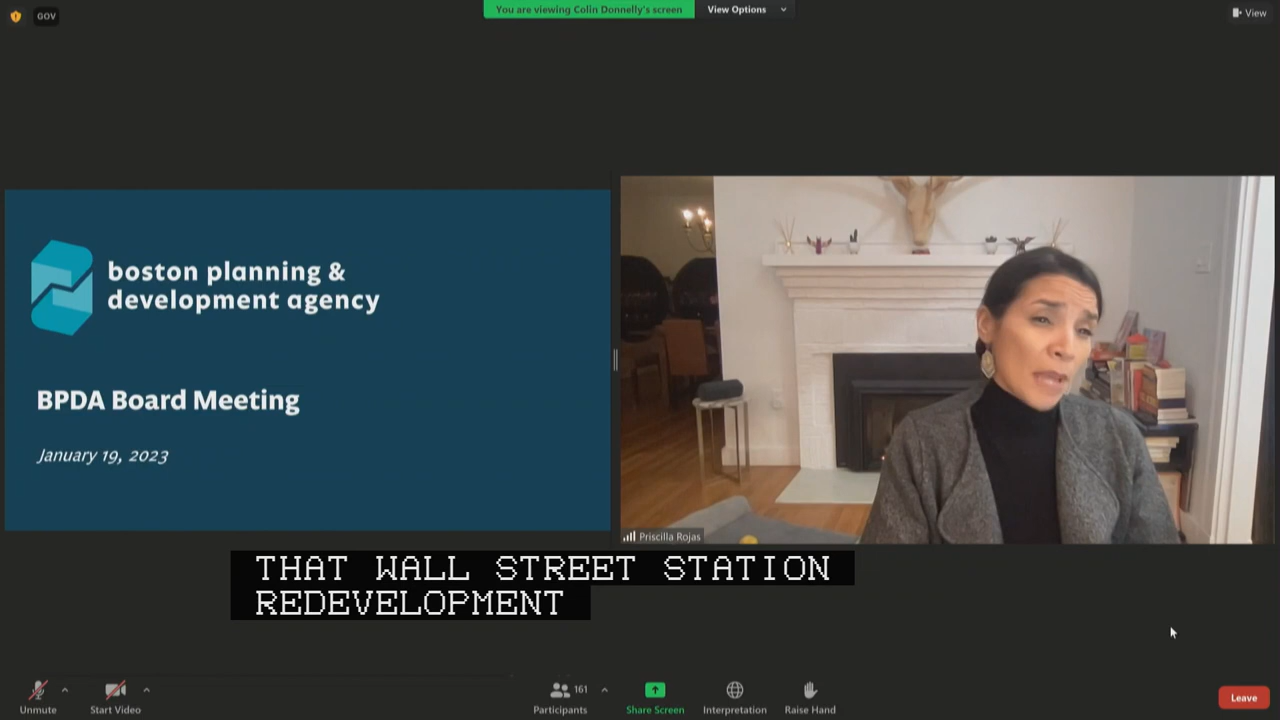 GOV
You are viewing Colin Donnelly's screen
View Options
View
boston planning &
development agency
BPDA Board Meeting
January 19, 2023
Priscilla Rojas
THAT WALL STREET STATION
REDEVELOPMENT
Unmute
Start Video
161
Participants
Share Screen
Interpretation
Raise Hand
Leave